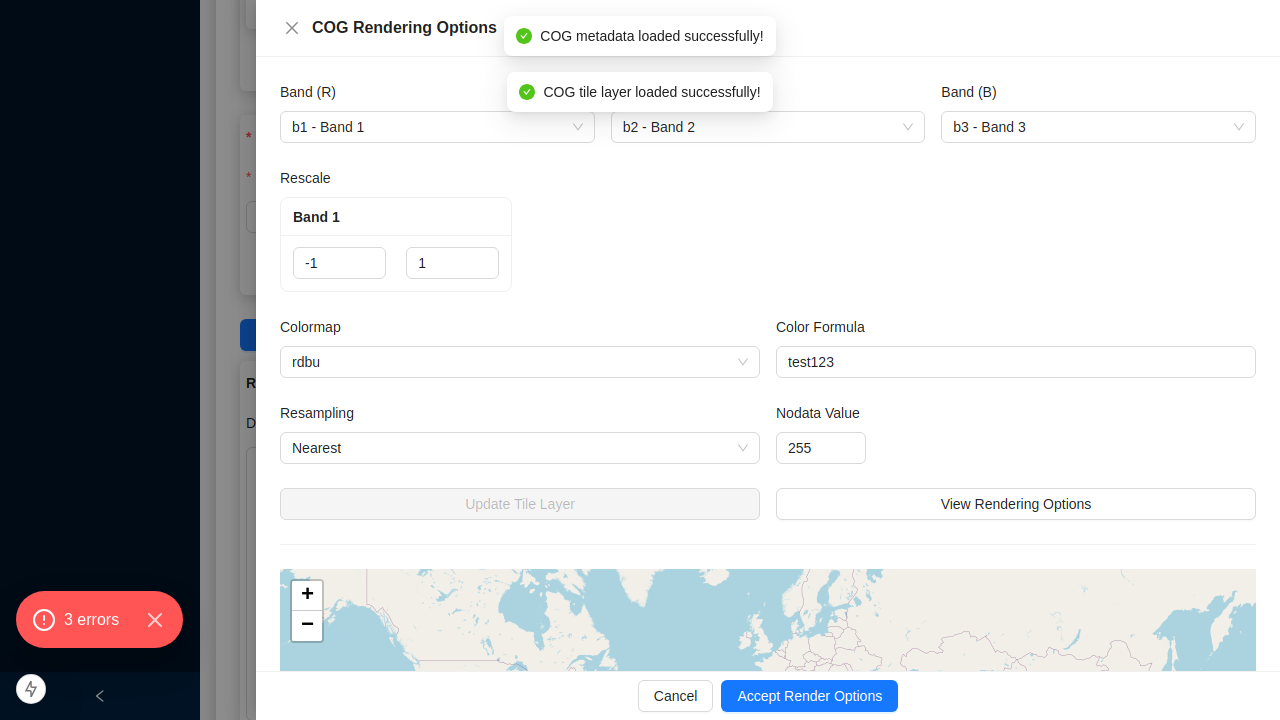 COG Rendering Options
COG metadata loaded successfully!
COG tile layer loaded successfully!
Band (R)
Band (B)
b1 - Band 1
b2 - Band 2
b3 - Band 3
*
*
Rescale
Band 1
-1
1
Colormap
Color Formula
rdbu
test123
R
D
Resampling
Nodata Value
Nearest
255
Update Tile Layer
View Rendering Options
+
−
3 errors
Cancel
Accept Render Options